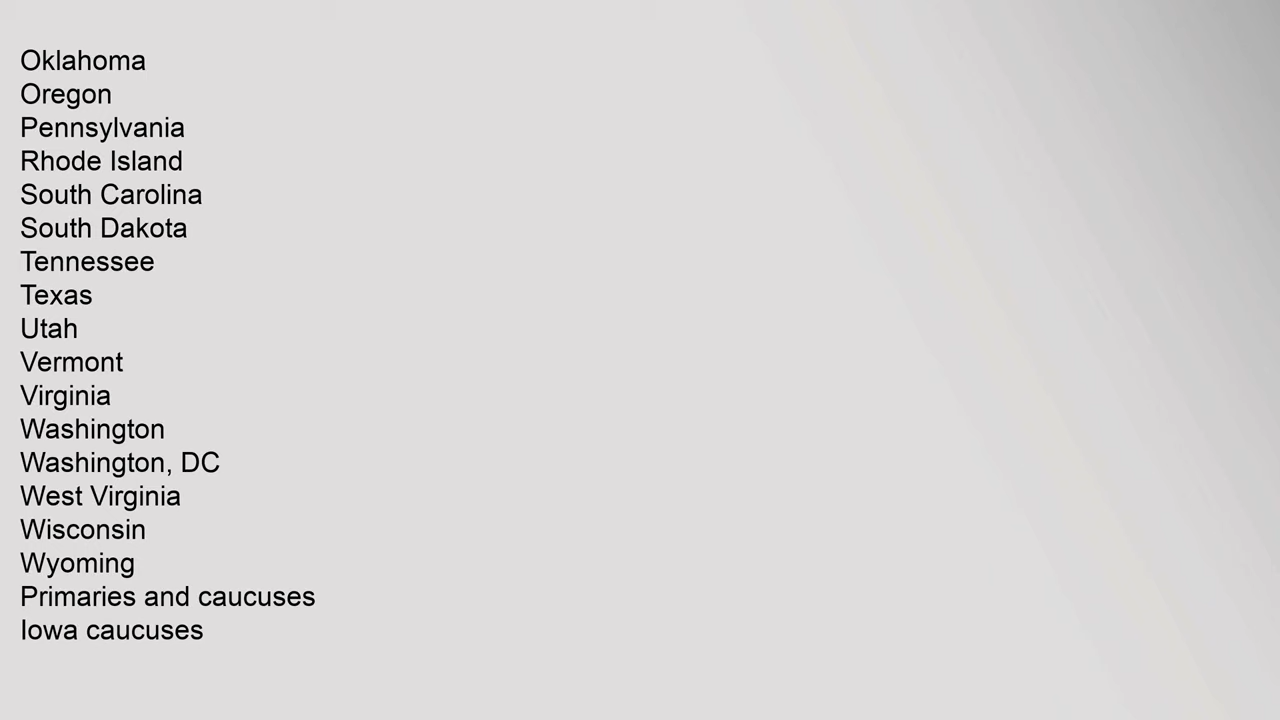 Oklahoma
Oregon
Pennsylvania
Rhode Island
South Carolina
South Dakota
Tennessee
Texas
Utah
Vermont
Virginia
Washington
Washington, DC
West Virginia
Wisconsin
Wyoming
Primaries and caucuses
Iowa caucuses